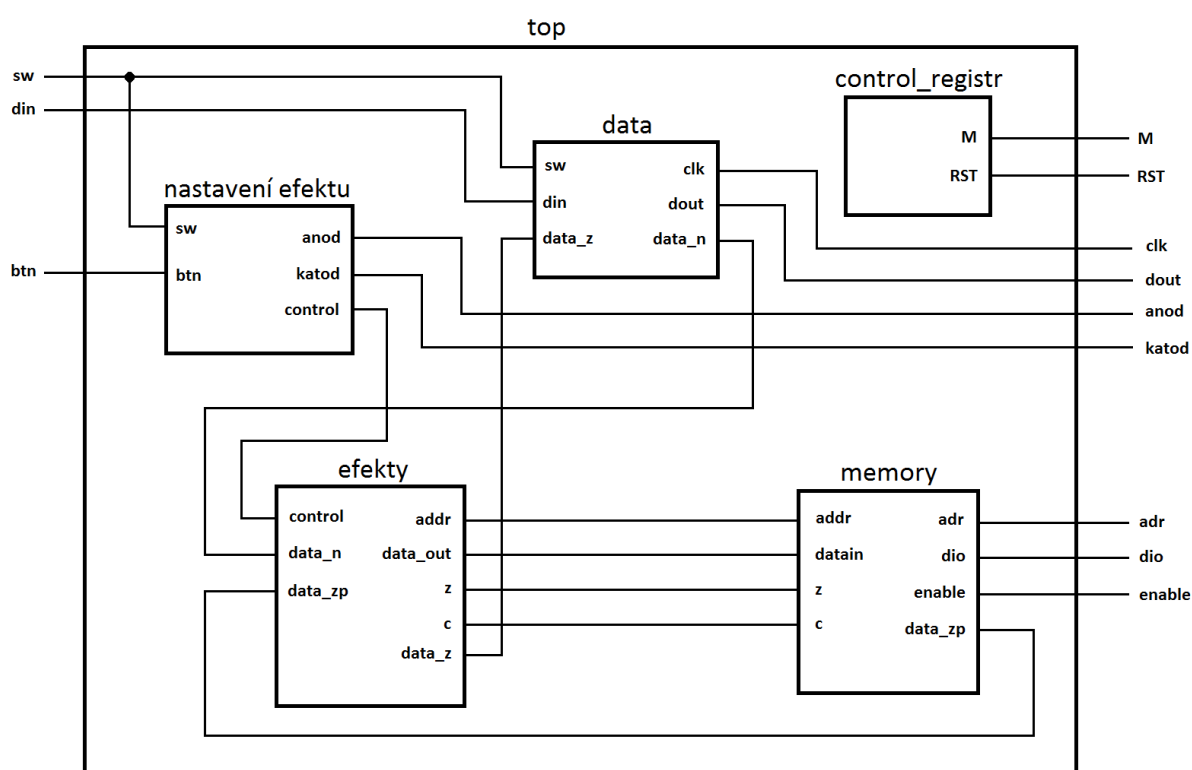 top
sw
din
btn
control_registr
M
RST
M
RST
data
sw
din
data_z
clk
dout
data_n
nastavení efektu
sw
btn
anod
katod
control
clk
dout
anod
katod
efekty
control
data_n
data_zp
addr
data_out
z
c
data_z
memory
addr
datain
z
c
adr
dio
enable
data_zp
adr
dio
enable